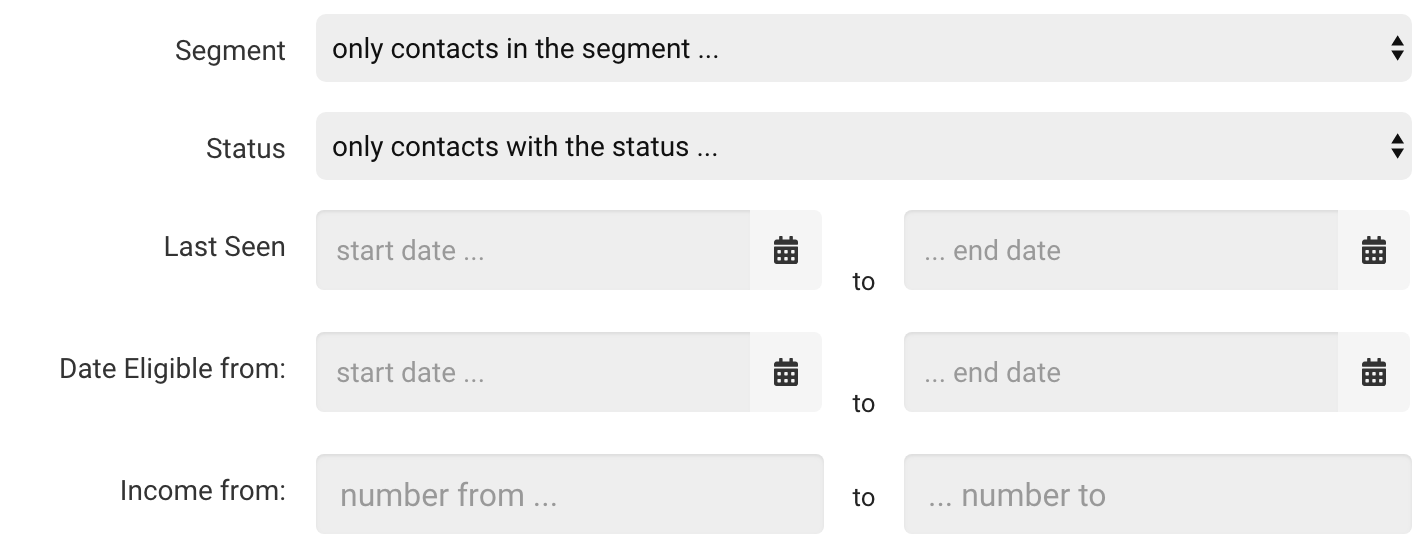 Segment only contacts in the segment ...
Status only contacts with the status ...
Last Seen start date ... to ... end date
Date Eligible from: start date ... to ... end date
Income from: number from ... to ... number to